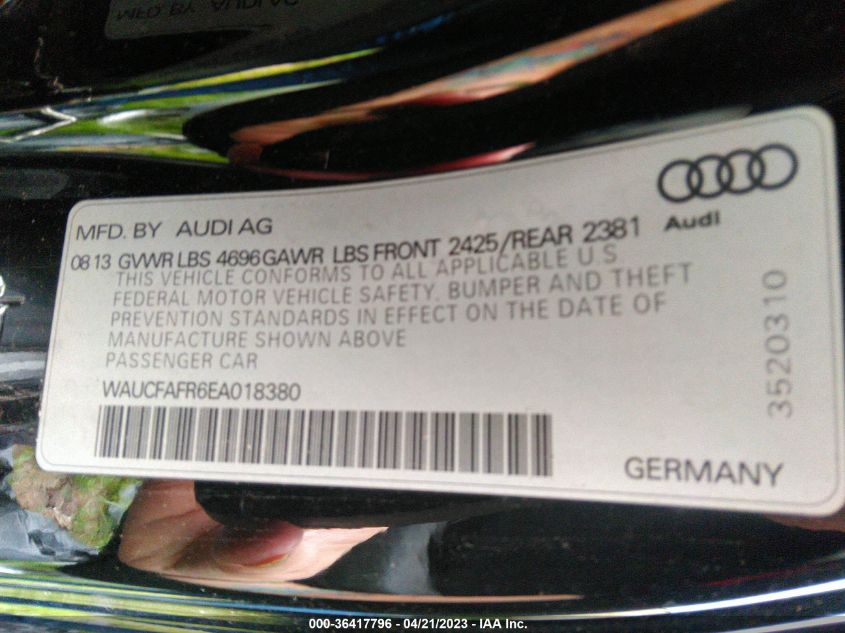 MFD. BY AUDI AG
Audi
08 13 GVWR LBS 4696 GAWR LBS FRONT 2425/REAR 2381
THIS VEHICLE CONFORMS TO ALL APPLICABLE U.S
FEDERAL MOTOR VEHICLE SAFETY, BUMPER AND THEFT
PREVENTION STANDARDS IN EFFECT ON THE DATE OF
MANUFACTURE SHOWN ABOVE
PASSENGER CAR
WAUCFAFR6EA018380
3520310
GERMANY
000-36417796 - 04/21/2023 - IAA Inc.